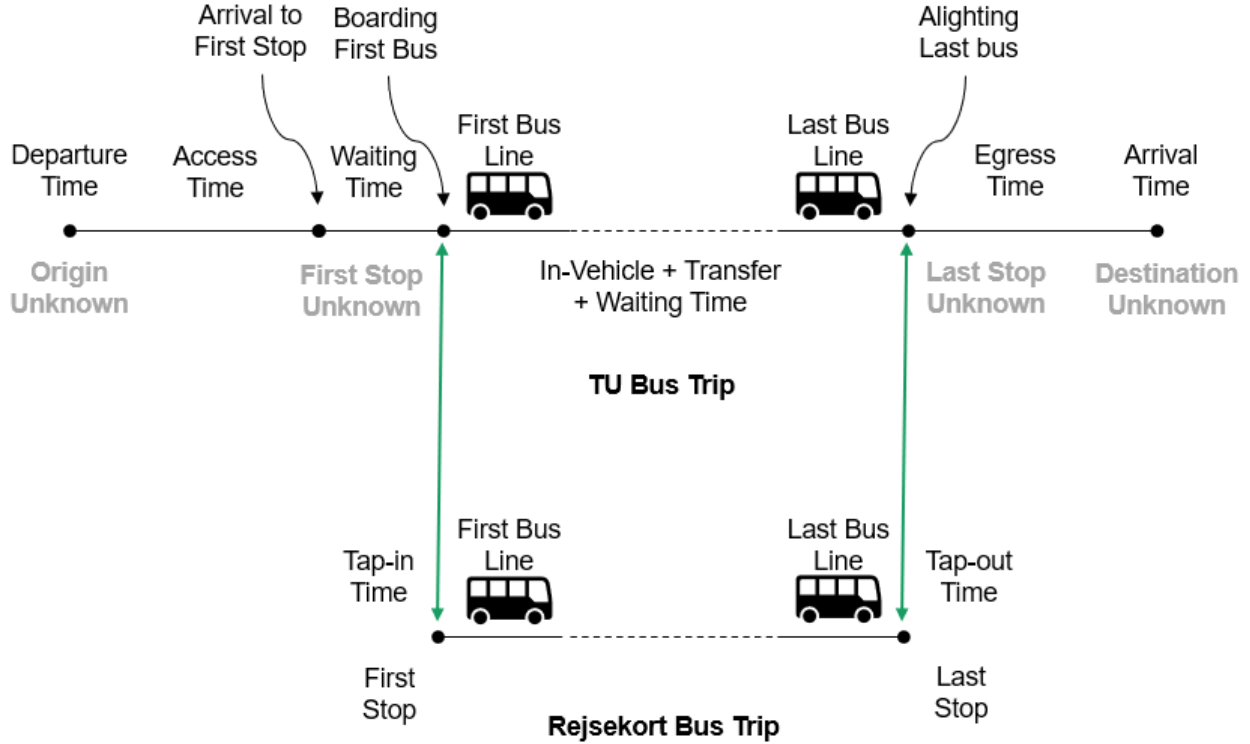 Arrival to
First Stop
Boarding
First Bus
Alighting
Last bus
Departure
Time
Access
Time
Waiting
Time
First Bus
Line
Last Bus
Line
Egress
Time
Arrival
Time
Origin
Unknown
First Stop
Unknown
In-Vehicle + Transfer
+ Waiting Time
Last Stop
Unknown
Destination
Unknown
TU Bus Trip
Tap-in
Time
First Bus
Line
Last Bus
Line
Tap-out
Time
First
Stop
Last
Stop
Rejsekort Bus Trip